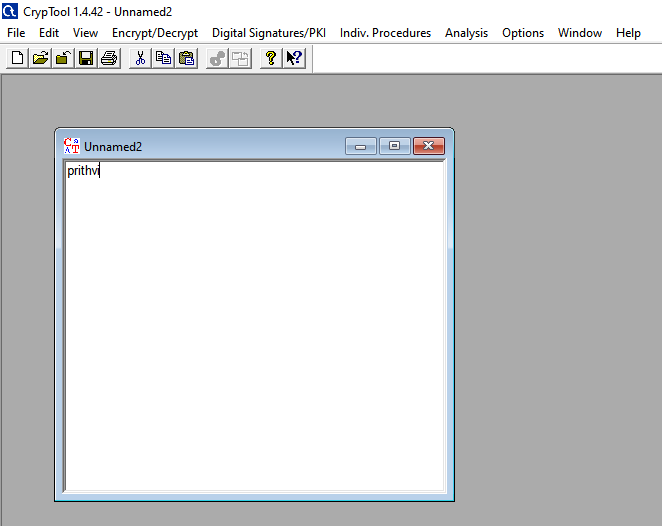 CrypTool 1.4.42 - Unnamed2
File Edit View Encrypt/Decrypt Digital Signatures/PKI Indiv. Procedures Analysis Options Window Help
Unnamed2
prithvi